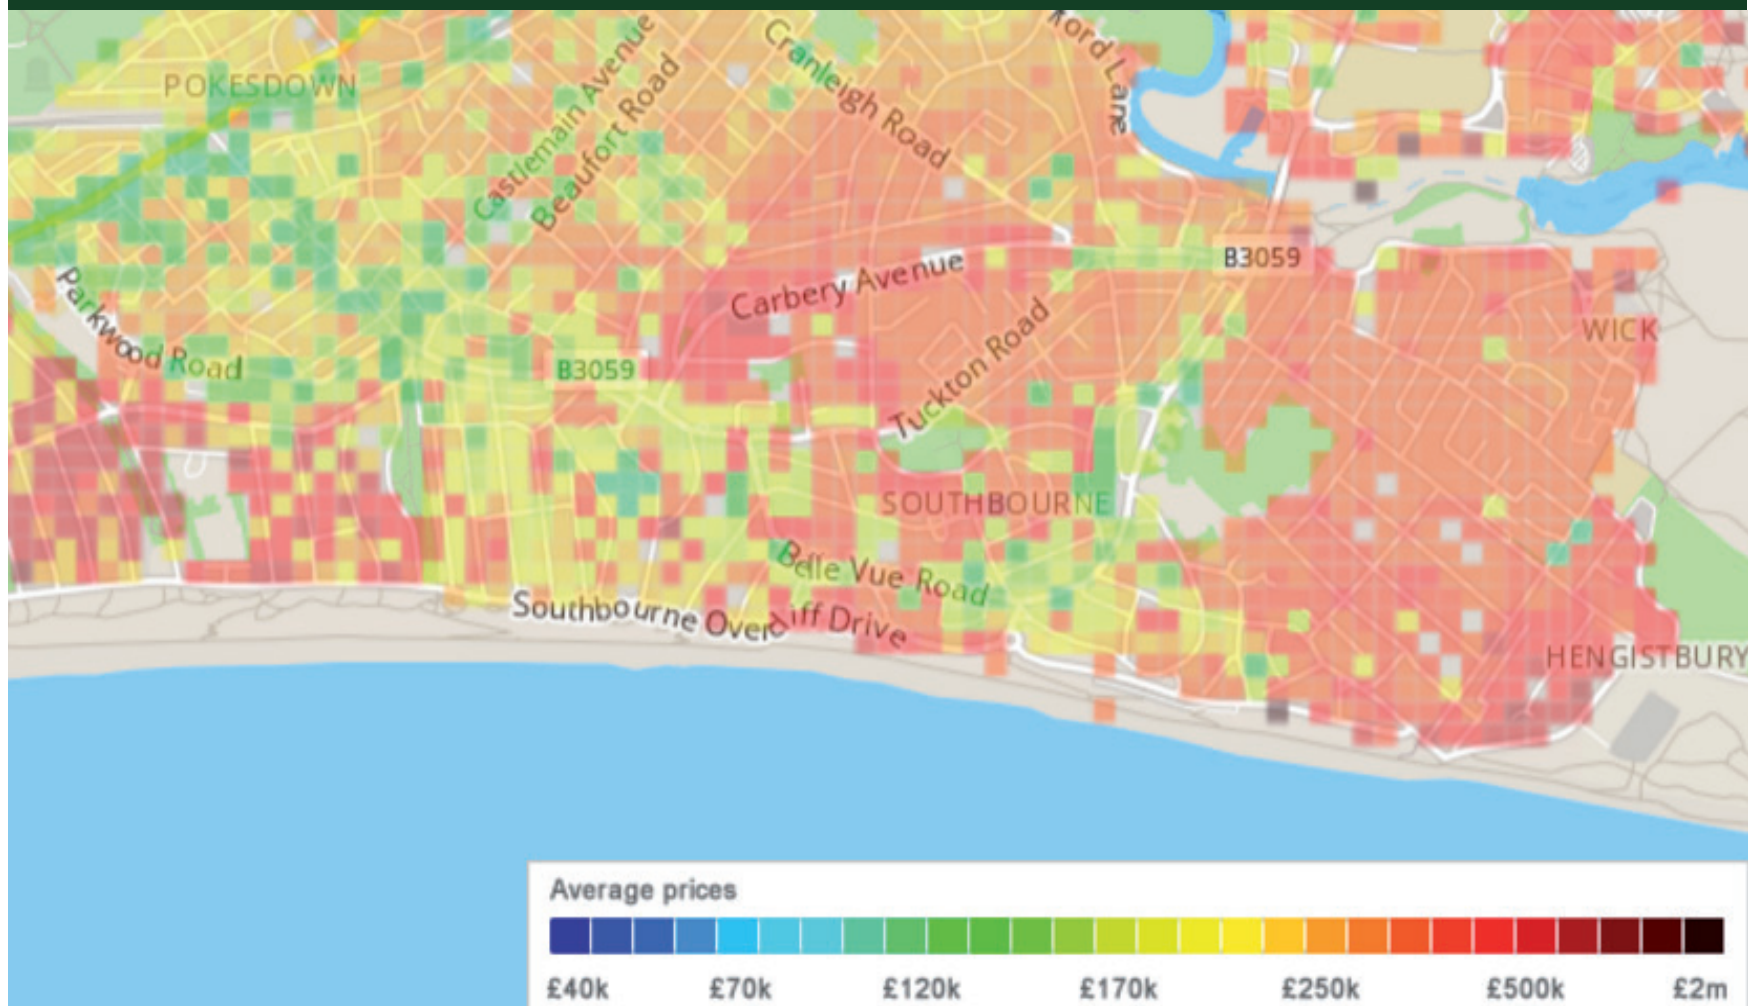 POKESDOWN
Castlemain Avenue
Beaufort Road
Cranleigh Road
Lane
B3059
Carbery Avenue
Parkwood Road
WICK
B3059
Tuckton Road
SOUTHBOURNE
Belle Vue Road
Southbourne Overcliff Drive
HENGISTBURY
Average prices
£40k £70k £120k £170k £250k £500k £2m